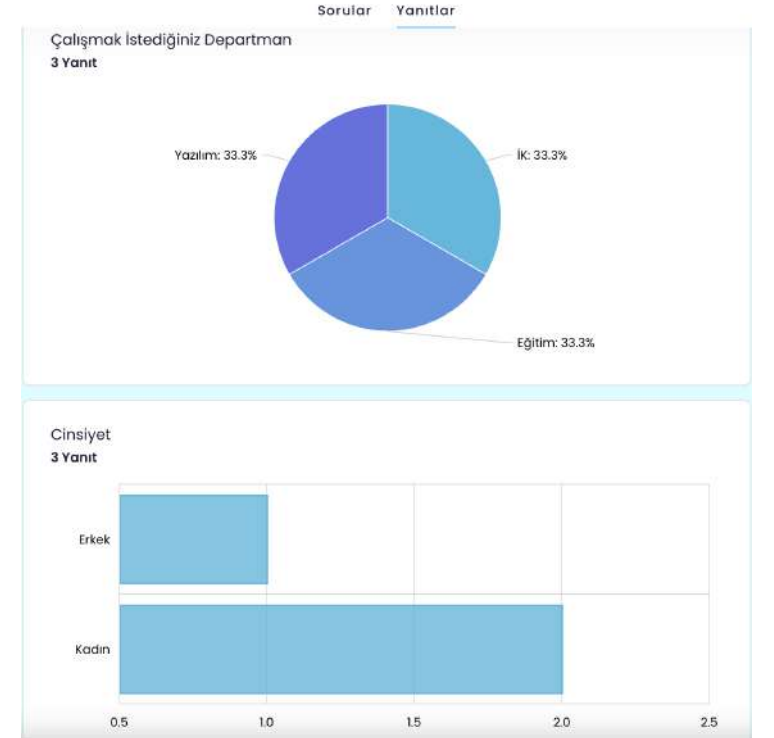 Sorular Yanıtlar
Çalışmak İstediğiniz Departman
3 Yanıt
Yazılım: 33.3%
İK: 33.3%
Eğitim: 33.3%
Cinsiyet
3 Yanıt
Erkek
Kadın
0.5 1.0 1.5 2.0 2.5